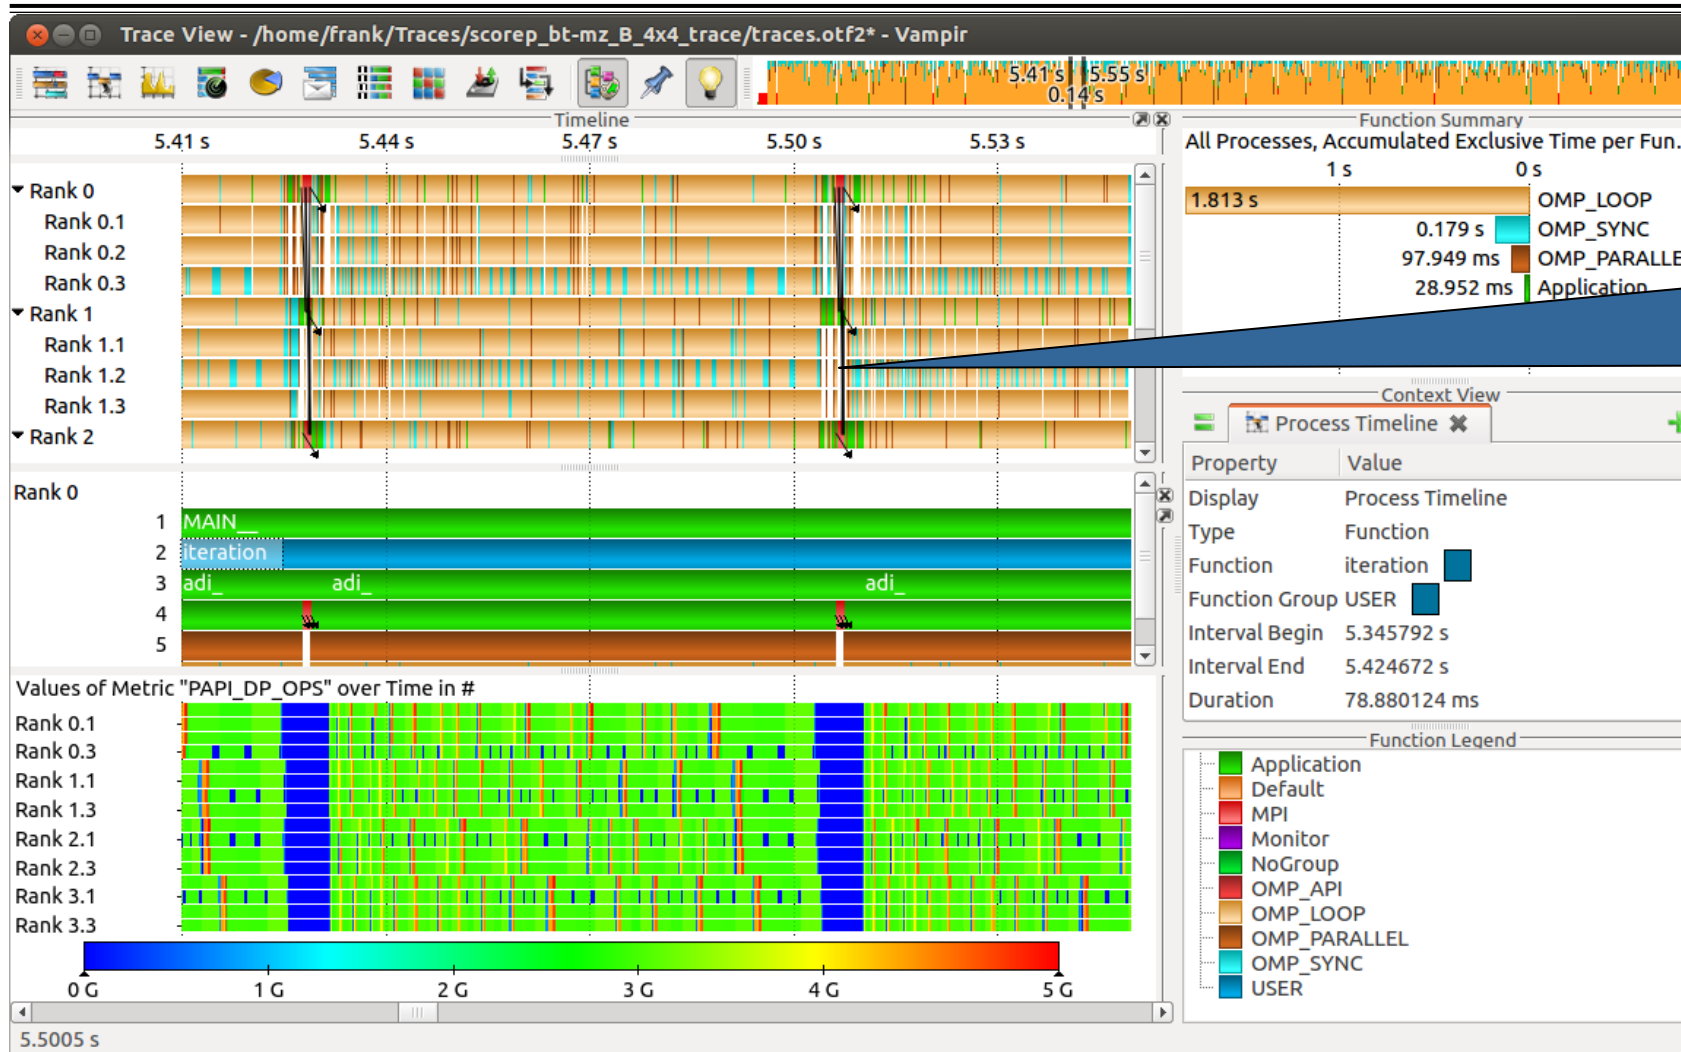 Trace View - /home/frank/Traces/scorep_bt-mz_B_4x4_trace/traces.otf2* - Vampir
5.41 s 5.55 s
0.14 s
Timeline
5.41 s 5.44 s 5.47 s 5.50 s 5.53 s
Rank 0
Rank 0.1
Rank 0.2
Rank 0.3
Rank 1
Rank 1.1
Rank 1.2
Rank 1.3
Rank 2
Rank 0
1 MAIN__
2 iteration
3 adi_ adi_ adi_
4
5
Values of Metric "PAPI_DP_OPS" over Time in #
Rank 0.1
Rank 0.3
Rank 1.1
Rank 1.3
Rank 2.1
Rank 2.3
Rank 3.1
Rank 3.3
0 G 1 G 2 G 3 G 4 G 5 G
5.5005 s
Function Summary
All Processes, Accumulated Exclusive Time per Fun.
1 s 0 s
1.813 s OMP_LOOP
0.179 s OMP_SYNC
97.949 ms OMP_PARALLE
28.952 ms Application
Context View
Process Timeline
Property Value
Display Process Timeline
Type Function
Function iteration
Function Group USER
Interval Begin 5.345792 s
Interval End 5.424672 s
Duration 78.880124 ms
Function Legend
Application
Default
MPI
Monitor
NoGroup
OMP_API
OMP_LOOP
OMP_PARALLEL
OMP_SYNC
USER